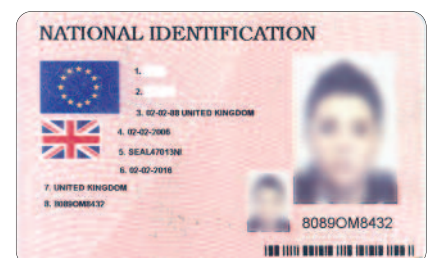 NATIONAL IDENTIFICATION
1.
2.
3. 02-02-88 UNITED KINGDOM
4. 02-02-2006
5. SEAL47013NI
6. 02-02-2016
7. UNITED KINGDOM
8. 8089OM8432
8089OM8432